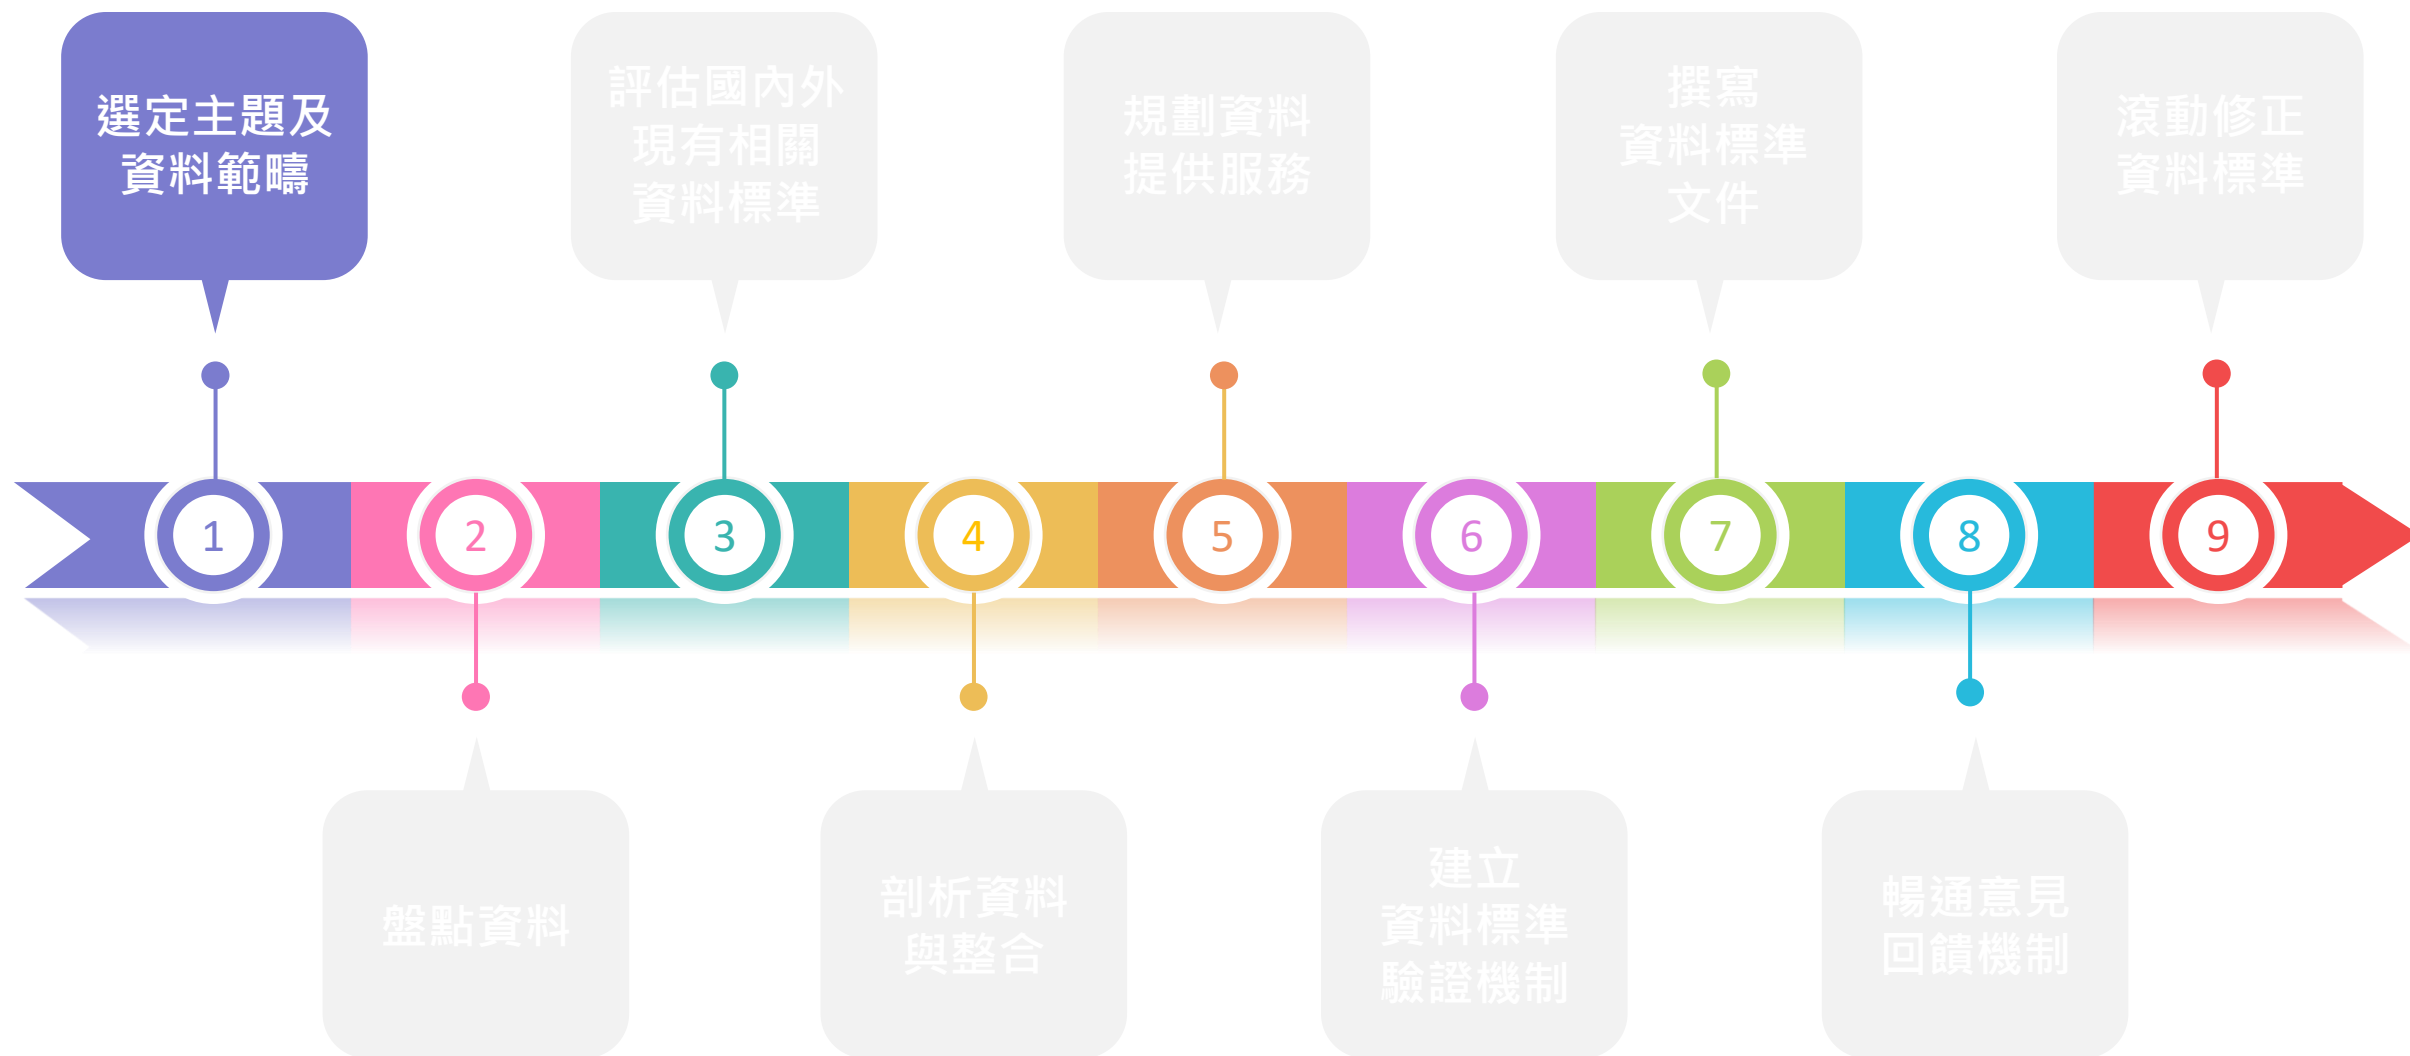 選定主題及
資料範疇
評估國內外
現有相關
資料標準
規劃資料
提供服務
撰寫
資料標準
文件
滾動修正
資料標準
1
2
3
4
5
6
7
8
9
盤點資料
剖析資料
與整合
建立
資料標準
驗證機制
暢通意見
回饋機制